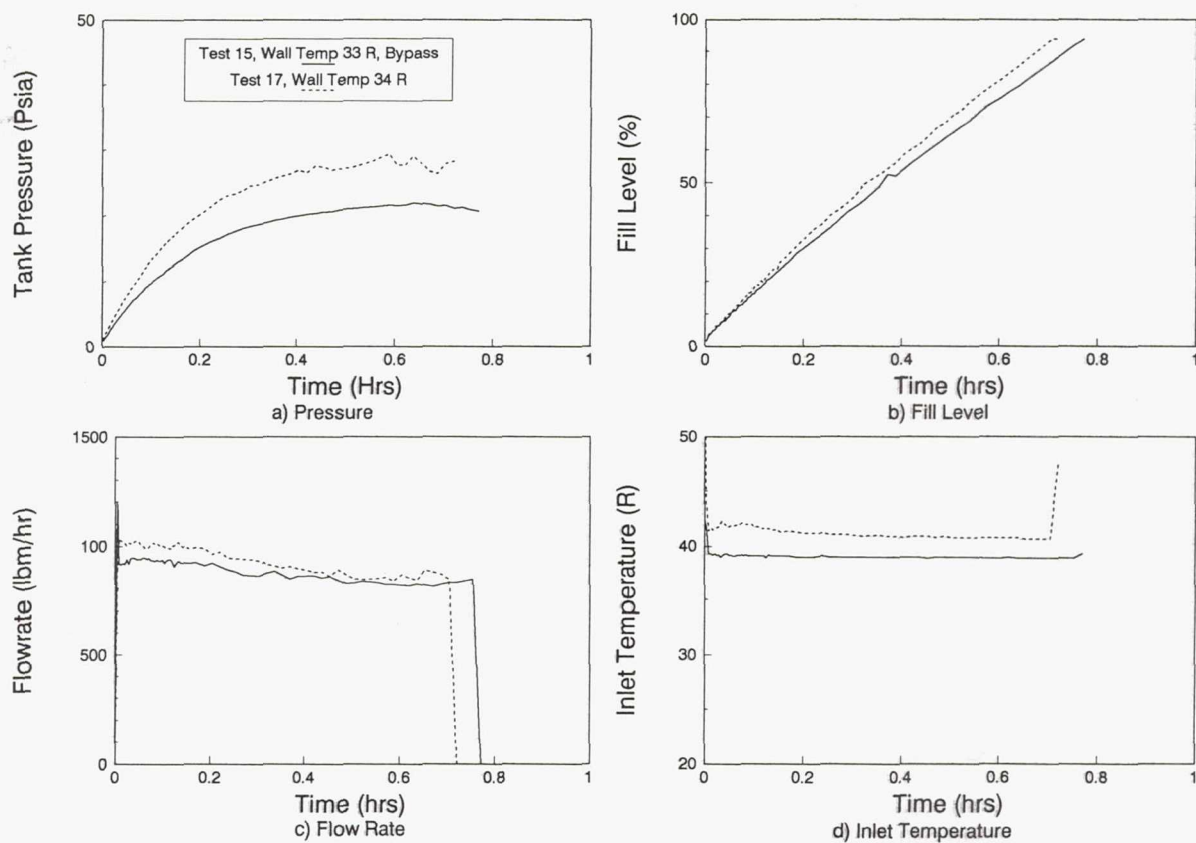 50
Test 15, Wall Temp 33 R, Bypass
Test 17, Wall Temp 34 R
Tank Pressure (Psia)
0
0 0.2 0.4 0.6 0.8 1
Time (Hrs)
a) Pressure
100
Fill Level (%)
50
0
0 0.2 0.4 0.6 0.8 1
Time (hrs)
b) Fill Level
1500
Flowrate (lbm/hr)
100
500
0
0 0.2 0.4 0.6 0.8 1
Time (hrs)
c) Flow Rate
50
Inlet Temperature (R)
40
30
20
0 0.2 0.4 0.6 0.8 1
Time (hrs)
d) Inlet Temperature